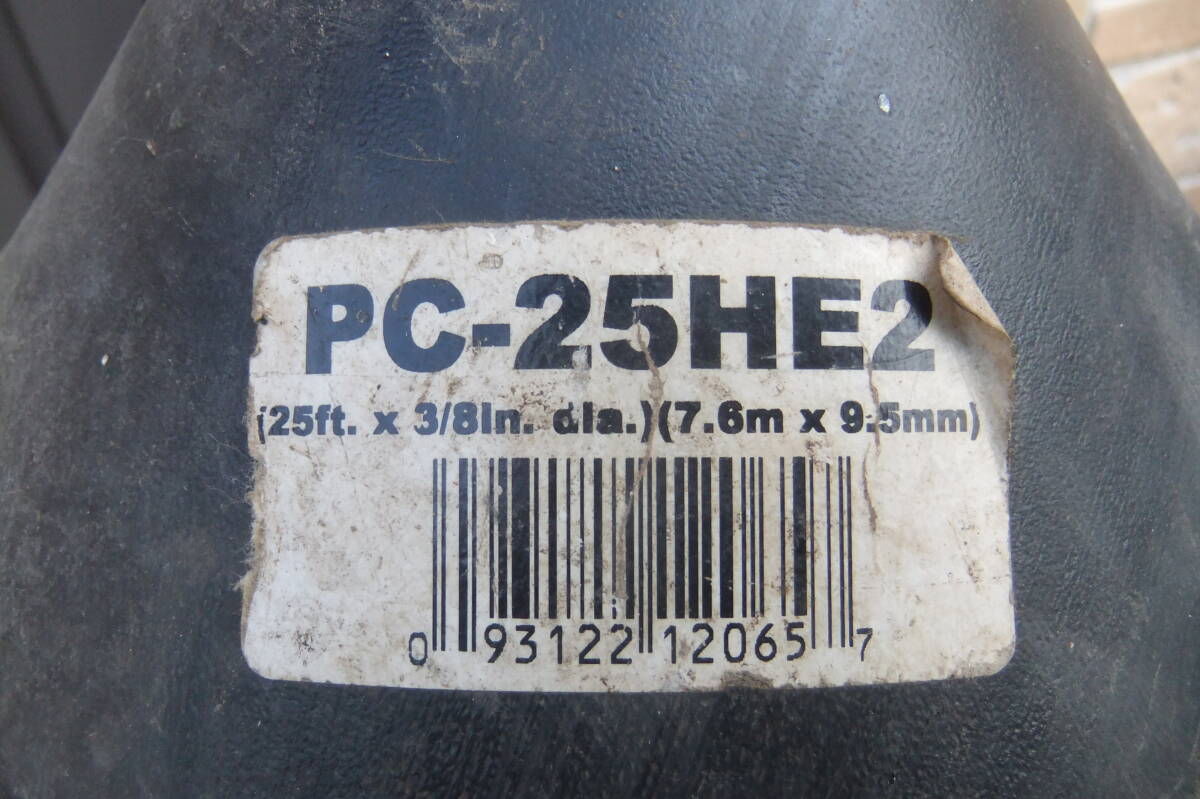 PC-25HE2
(25ft. x 3/8in. dia.)(7.6m x 9.5mm)
0 93122 12065 7